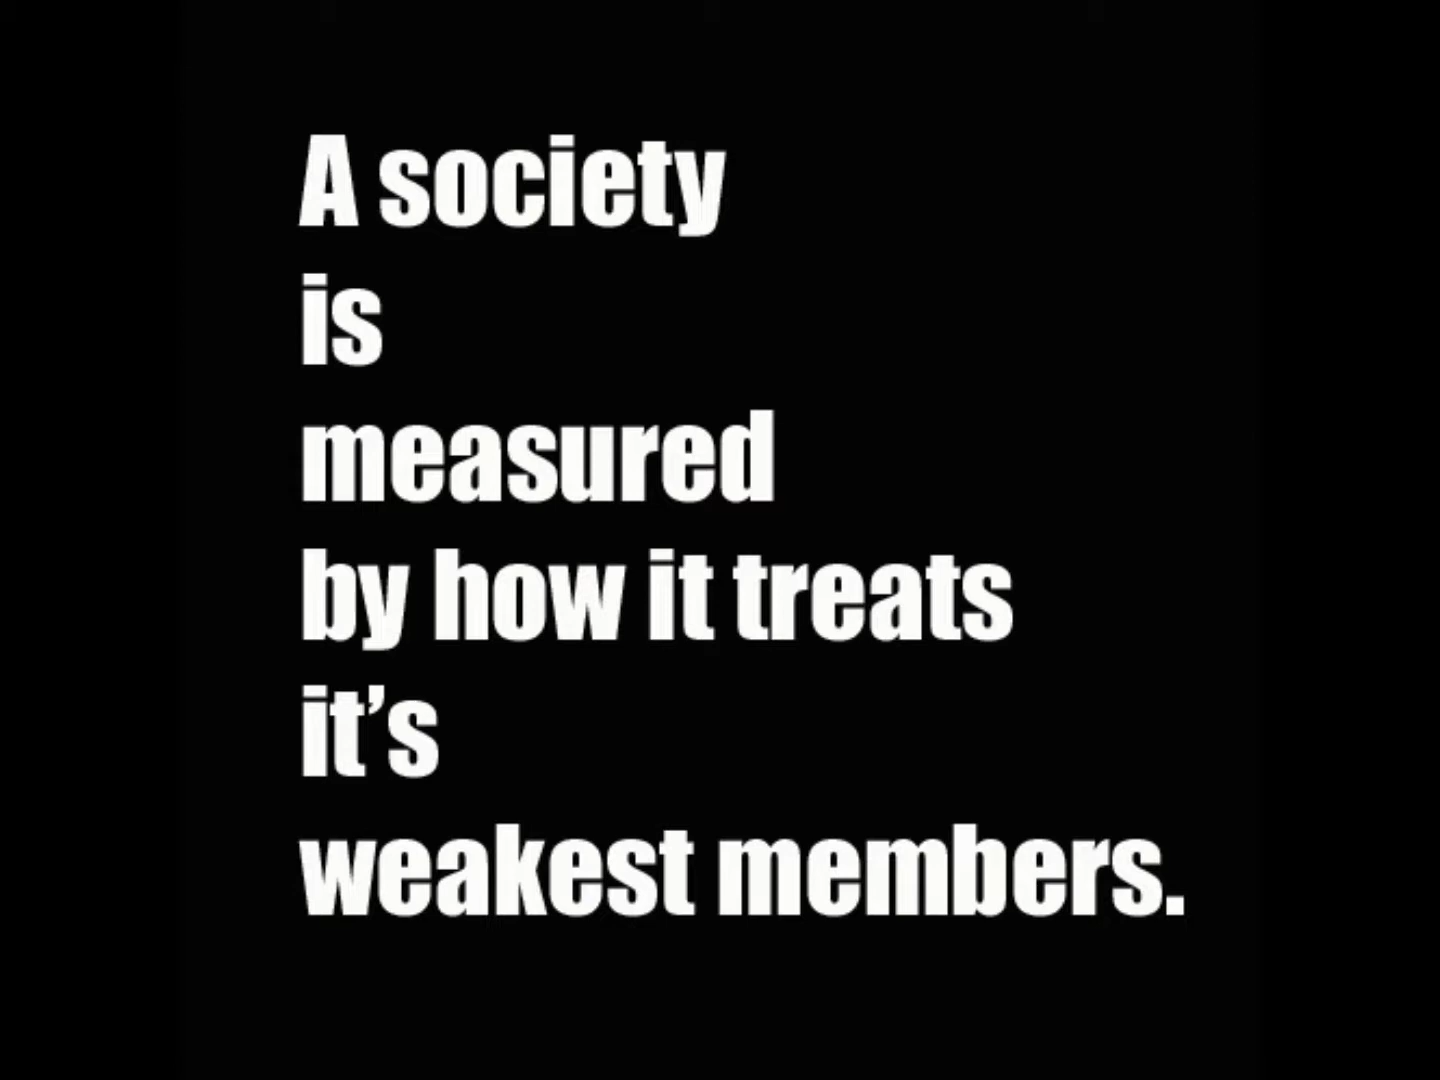 A society
is
measured
by how it treats
it’s
weakest members.